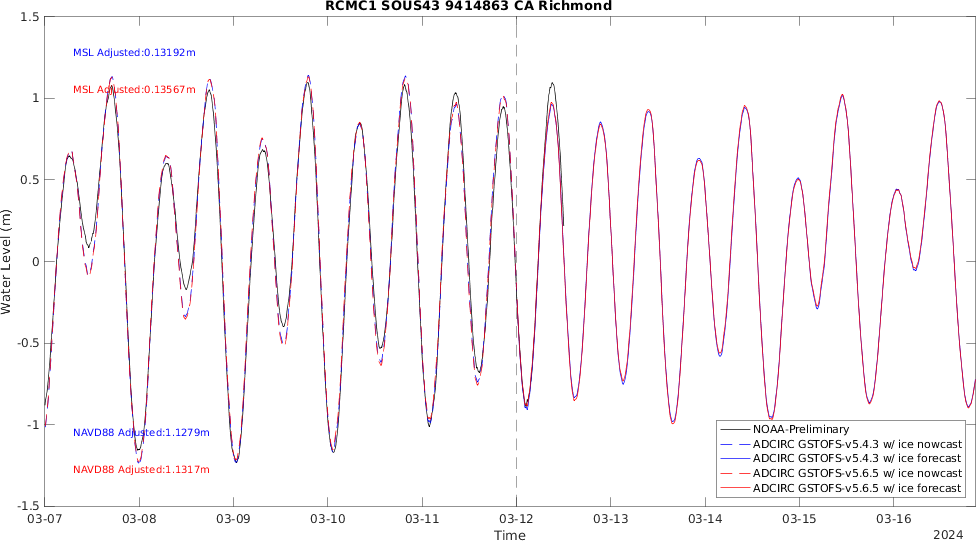 RCMC1 SOUS43 9414863 CA Richmond
1.5
1
0.5
0
-0.5
-1
-1.5
Water Level (m)
MSL Adjusted:0.13192m
MSL Adjusted:0.13567m
NAVD88 Adjusted:1.1279m
NAVD88 Adjusted:1.1317m
NOAA-Preliminary
ADCIRC GSTOFS-v5.4.3 w/ ice nowcast
ADCIRC GSTOFS-v5.4.3 w/ ice forecast
ADCIRC GSTOFS-v5.6.5 w/ ice nowcast
ADCIRC GSTOFS-v5.6.5 w/ ice forecast
03-07 03-08 03-09 03-10 03-11 03-12 03-13 03-14 03-15 03-16
Time
2024